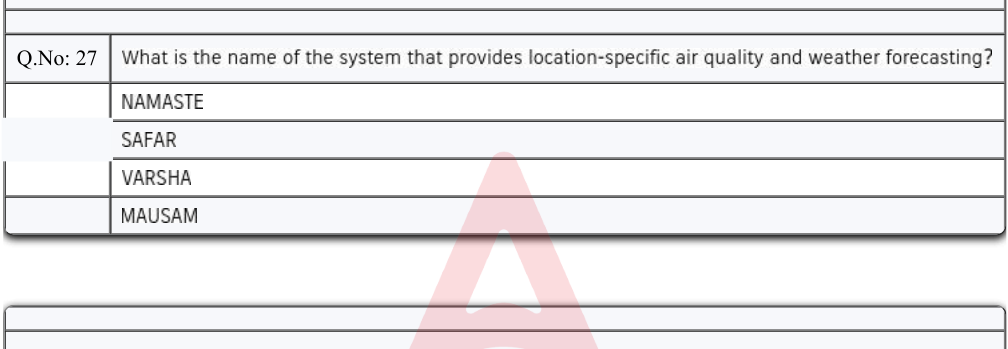 Q.No: 27 What is the name of the system that provides location-specific air quality and weather forecasting?
NAMASTE
SAFAR
VARSHA
MAUSAM